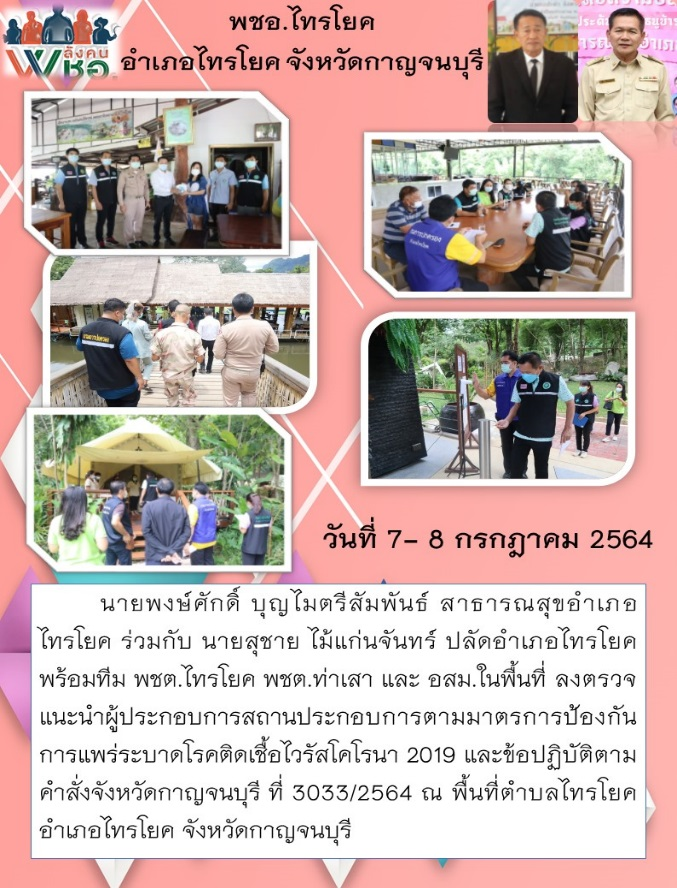 พชอ.ไทรโยค
อำเภอไทรโยค จังหวัดกาญจนบุรี
พลังคน
พชอ.
วันที่ 7- 8 กรกฎาคม 2564
นายพงษ์ศักดิ์ บุญไมตรีสัมพันธ์ สาธารณสุขอำเภอ
ไทรโยค ร่วมกับ นายสุชาย ไม้แก่นจันทร์ ปลัดอำเภอไทรโยค
พร้อมทีม พชต.ไทรโยค พชต.ท่าเสา และ อสม.ในพื้นที่ ลงตรวจ
แนะนำผู้ประกอบการสถานประกอบการตามมาตรการป้องกัน
การแพร่ระบาดโรคติดเชื้อไวรัสโคโรนา 2019 และข้อปฏิบัติตาม
คำสั่งจังหวัดกาญจนบุรี ที่ 3033/2564 ณ พื้นที่ตำบลไทรโยค
อำเภอไทรโยค จังหวัดกาญจนบุรี